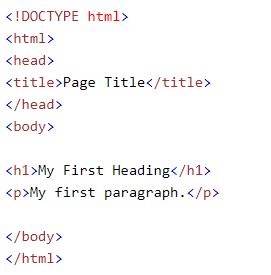 <!DOCTYPE html>
<html>
<head>
<title>Page Title</title>
</head>
<body>

<h1>My First Heading</h1>
<p>My first paragraph.</p>

</body>
</html>